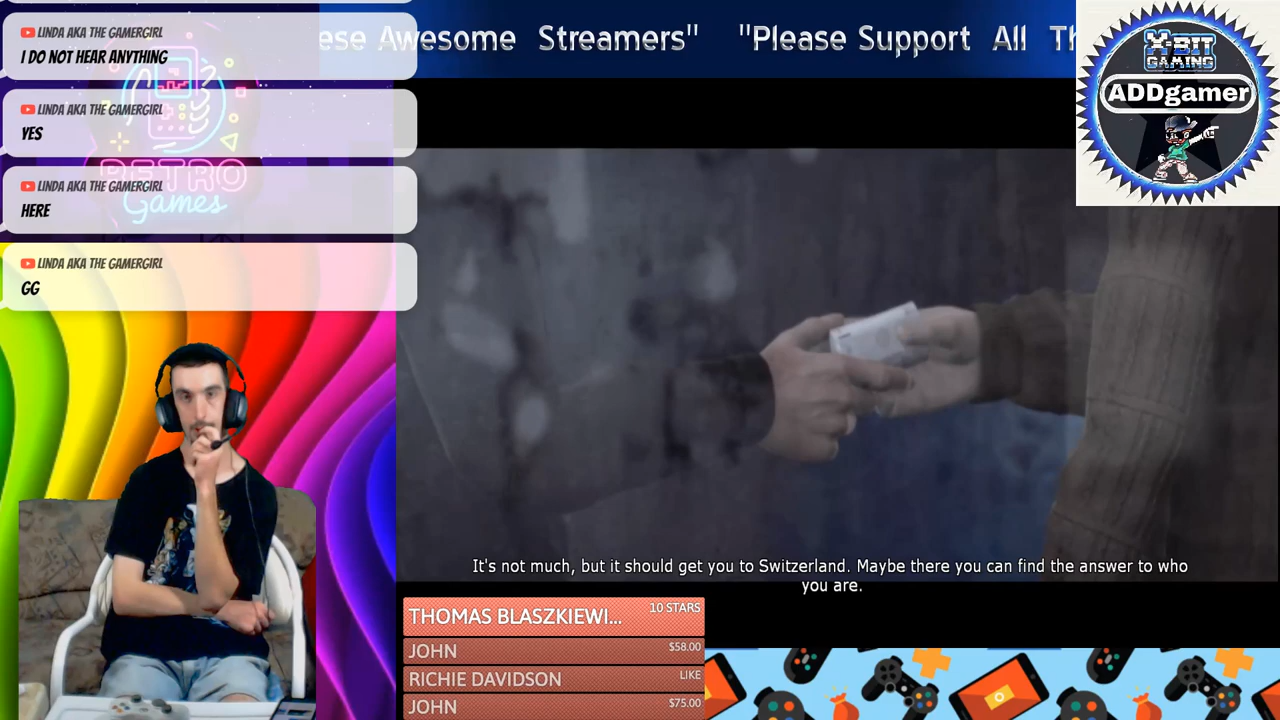 LINDA AKA THE GAMERGIRL
I DO NOT HEAR ANYTHING
LINDA AKA THE GAMERGIRL
YES
LINDA AKA THE GAMERGIRL
HERE
LINDA AKA THE GAMERGIRL
GG
RETRO
Games
ese Awesome Streamers" "Please Support All Th
X-BIT
GAMING
ADDgamer
It's not much, but it should get you to Switzerland. Maybe there you can find the answer to who
you are.
THOMAS BLASZKIEWI... 10 STARS
JOHN $58.00
RICHIE DAVIDSON LIKE
JOHN $75.00